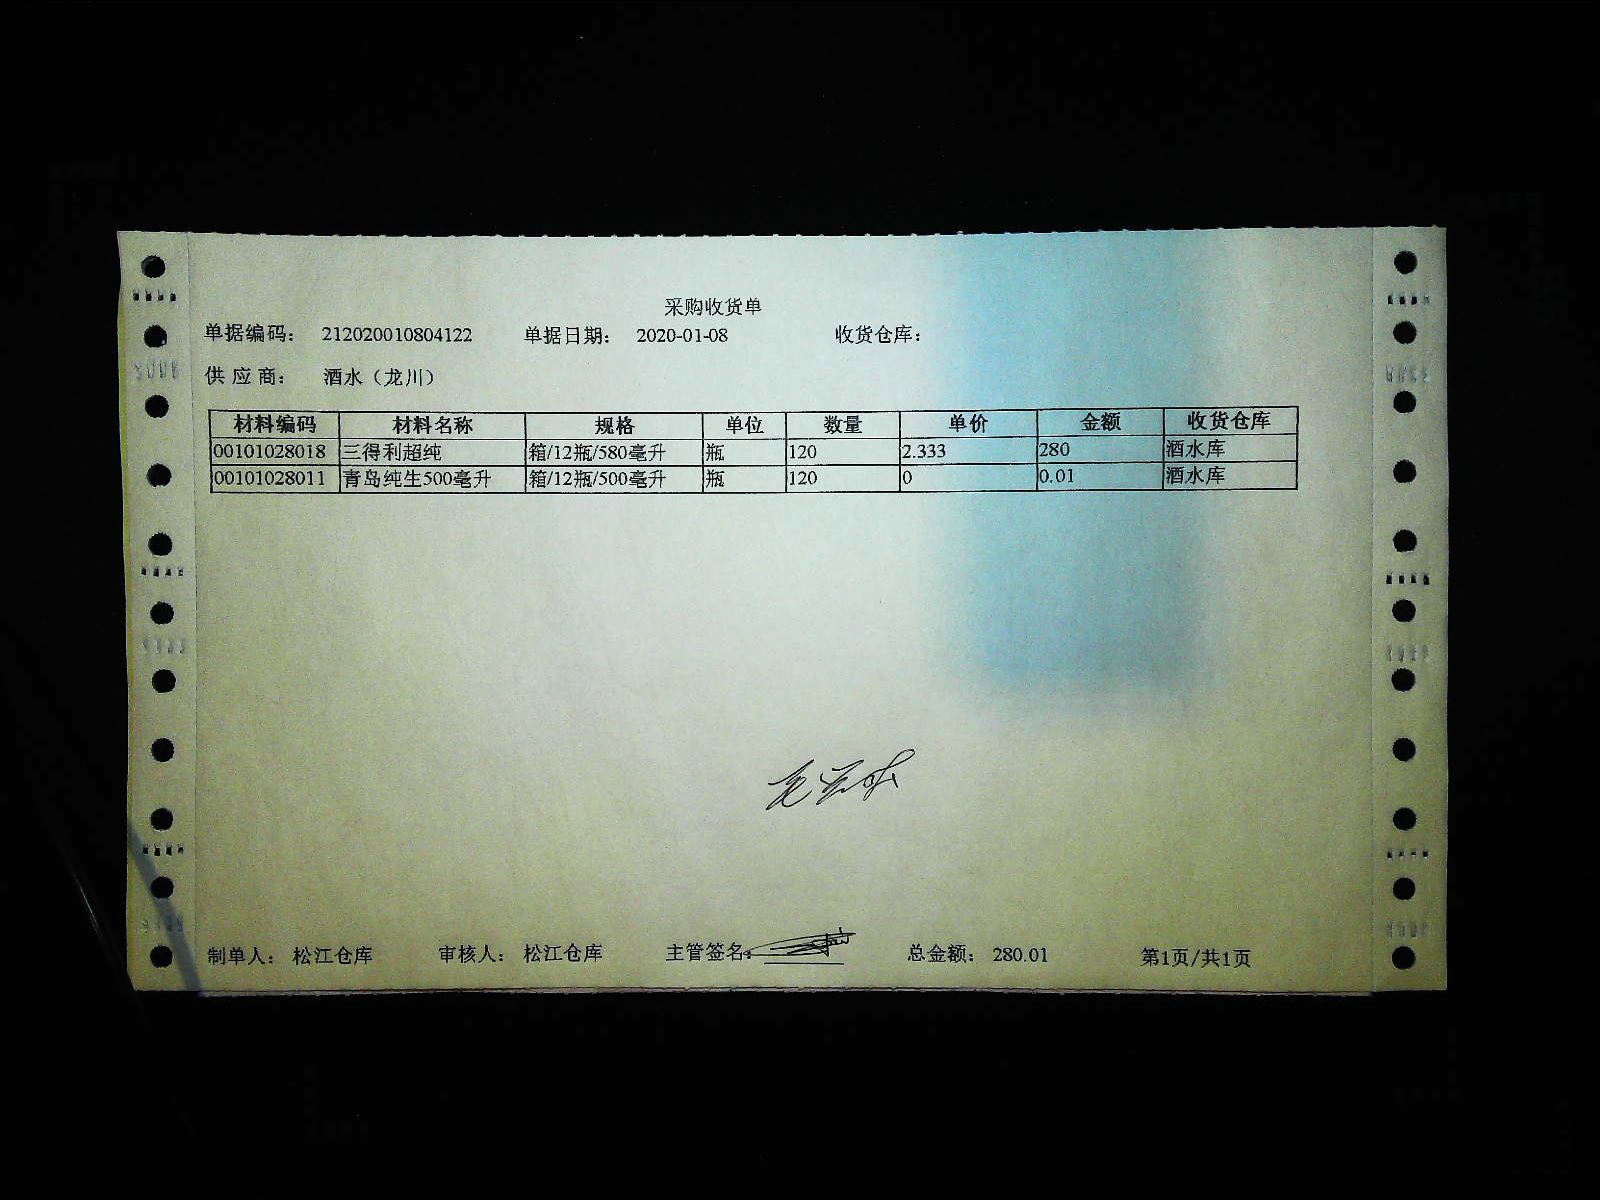 采购收货单
单据编码： 212020010804122 单据日期： 2020-01-08 收货仓库：
供 应 商： 酒水（龙川）
材料编码 材料名称 规格 单位 数量 单价 金额 收货仓库
00101028018 三得利超纯 箱/12瓶/580毫升 瓶 120 2.333 280 酒水库
00101028011 青岛纯生500毫升 箱/12瓶/500毫升 瓶 120 0 0.01 酒水库
制单人： 松江仓库 审核人： 松江仓库 主管签名： 总金额： 280.01 第1页/共1页